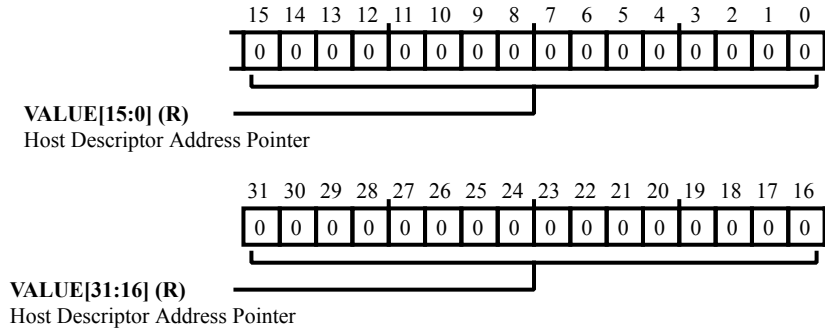 15 14 13 12 11 10 9 8 7 6 5 4 3 2 1 0
0 0 0 0 0 0 0 0 0 0 0 0 0 0 0 0
VALUE[15:0] (R)
Host Descriptor Address Pointer
31 30 29 28 27 26 25 24 23 22 21 20 19 18 17 16
0 0 0 0 0 0 0 0 0 0 0 0 0 0 0 0
VALUE[31:16] (R)
Host Descriptor Address Pointer